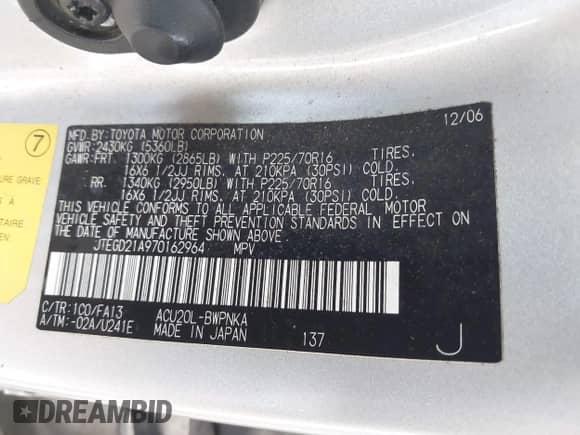 12/06
MFD.BY:TOYOTA MOTOR CORPORATION
GVWR:2430KG (5360LB)
GAWR:FRT. 1300KG (2865LB) WITH P225/70R16 TIRES.
16X6 1/2JJ RIMS. AT 210KPA (30PSI) COLD.
RR. 1340KG (2950LB) WITH P225/70R16 TIRES.
16X6 1/2JJ RIMS. AT 210KPA (30PSI) COLD.
THIS VEHICLE CONFORMS TO ALL APPLICABLE FEDERAL MOTOR
VEHICLE SAFETY AND THEFT PREVENTION STANDARDS IN EFFECT ON
THE DATE OF MANUFACTURE SHOWN ABOVE.
JTEGD21A970162964 MPV
C/TR:1C0/FA13 ACU20L-BWPNKA
A/TM:-02A/U241E MADE IN JAPAN 137 J
7
URE GRAVE
TAIRE
EN:
DREAMBID